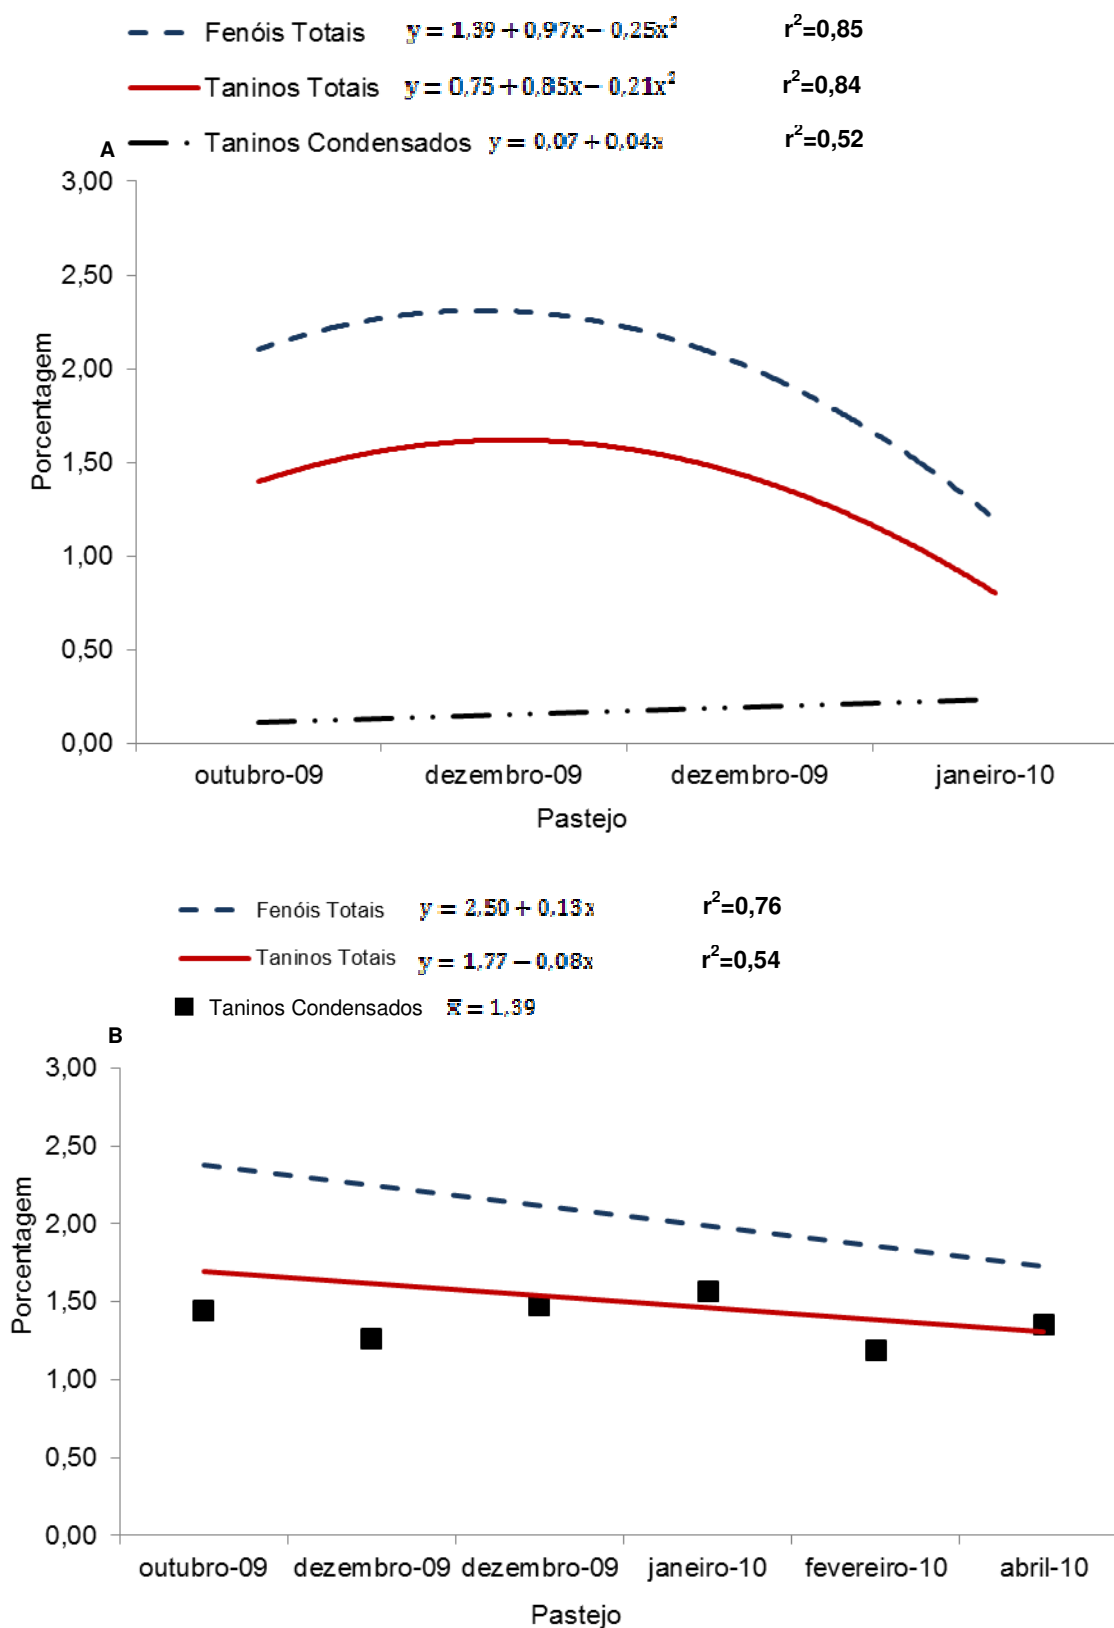 Fenóis Totais y = 1,39 + 0,97x − 0,25x² r²=0,85
Taninos Totais y = 0,75 + 0,85x − 0,21x² r²=0,84
Taninos Condensados y = 0,07 + 0,04x r²=0,52
A
3,00
2,50
2,00
1,50
1,00
0,50
0,00
Porcentagem
outubro-09 dezembro-09 dezembro-09 janeiro-10
Pastejo
Fenóis Totais y = 2,50 + 0,13x r²=0,76
Taninos Totais y = 1,77 − 0,08x r²=0,54
Taninos Condensados x̅ = 1,39
B
3,00
2,50
2,00
1,50
1,00
0,50
0,00
Porcentagem
outubro-09 dezembro-09 dezembro-09 janeiro-10 fevereiro-10 abril-10
Pastejo